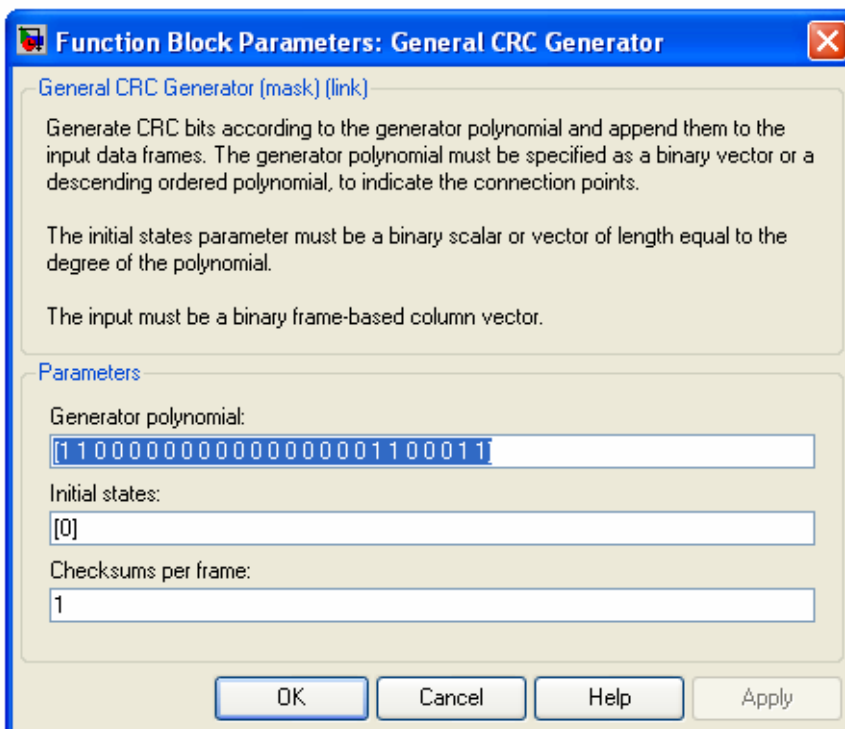 Function Block Parameters: General CRC Generator
General CRC Generator (mask) (link)
Generate CRC bits according to the generator polynomial and append them to the
input data frames. The generator polynomial must be specified as a binary vector or a
descending ordered polynomial, to indicate the connection points.
The initial states parameter must be a binary scalar or vector of length equal to the
degree of the polynomial.
The input must be a binary frame-based column vector.
Parameters
Generator polynomial:
[1 1 0 0 0 0 0 0 0 0 0 0 0 0 0 0 0 0 1 1 0 0 0 1 1]
Initial states:
[0]
Checksums per frame:
1
OK Cancel Help Apply